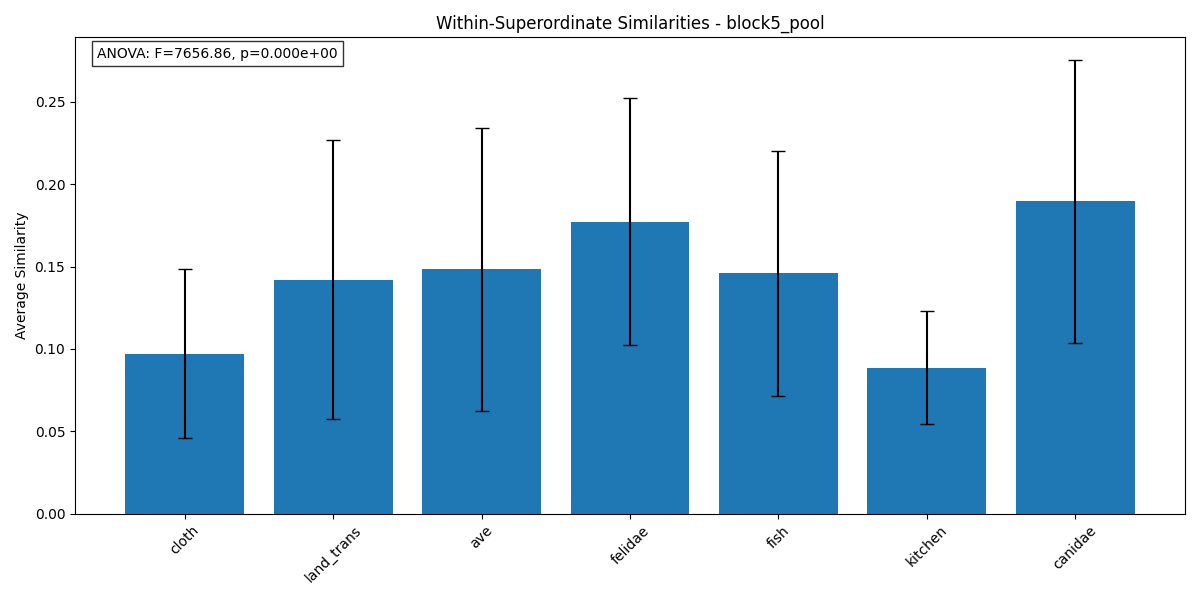 Within-Superordinate Similarities - block5_pool
ANOVA: F=7656.86, p=0.000e+00
Average Similarity
0.25
0.20
0.15
0.10
0.05
0.00
cloth
land_trans
ave
felidae
fish
kitchen
canidae